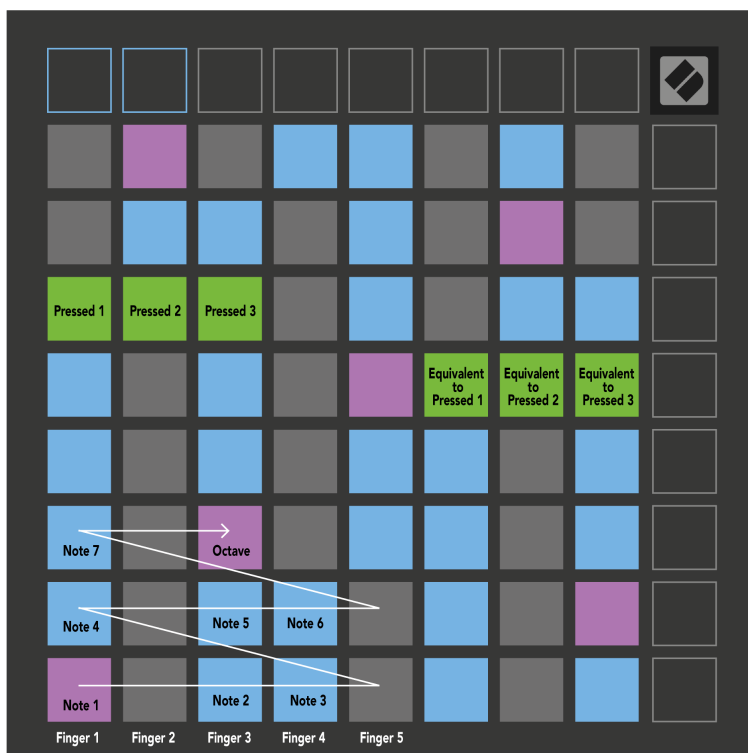 Pressed 1 Pressed 2 Pressed 3
Equivalent to Pressed 1
Equivalent to Pressed 2
Equivalent to Pressed 3
Note 7 Octave
Note 4 Note 5 Note 6
Note 1 Note 2 Note 3
Finger 1 Finger 2 Finger 3 Finger 4 Finger 5